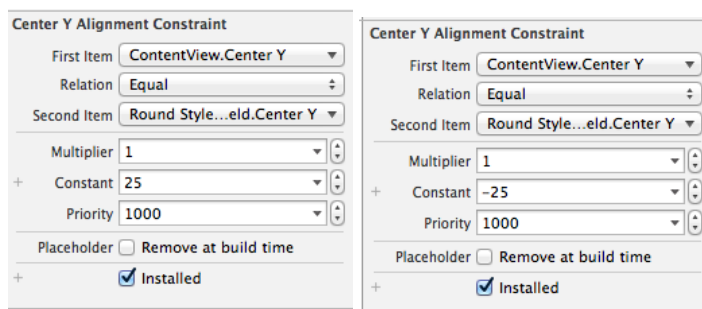 Center Y Alignment Constraint
First Item ContentView.Center Y
Relation Equal
Second Item Round Style...eld.Center Y
Multiplier 1
+ Constant 25
Priority 1000
Placeholder Remove at build time
+ Installed
Center Y Alignment Constraint
First Item ContentView.Center Y
Relation Equal
Second Item Round Style...eld.Center Y
Multiplier 1
+ Constant -25
Priority 1000
Placeholder Remove at build time
+ Installed